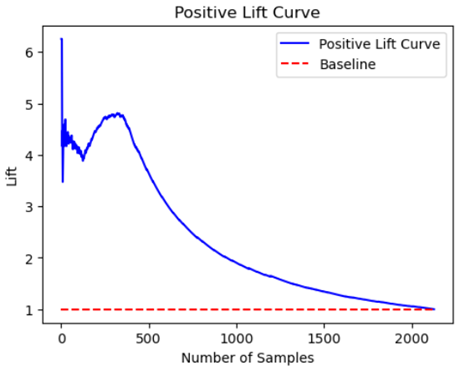 Positive Lift Curve
Positive Lift Curve
Baseline
6
5
4
3
2
1
Lift
0
500
1000
1500
2000
Number of Samples